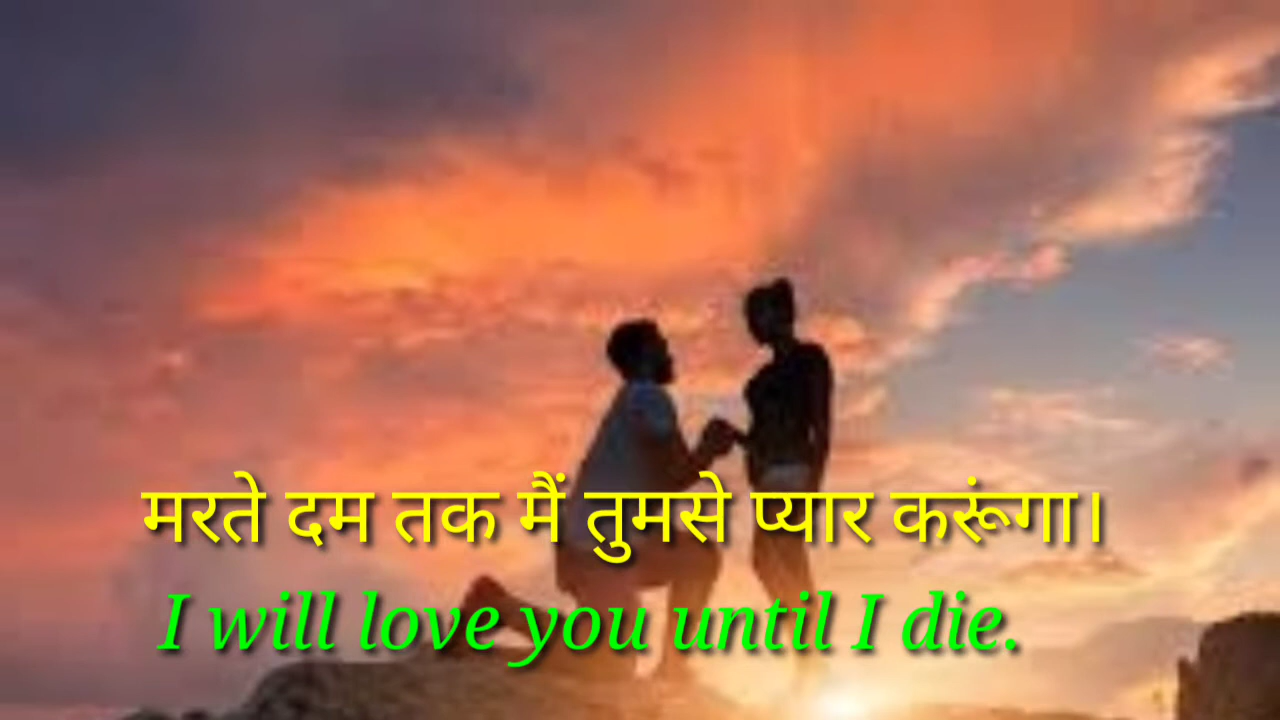 मरते दम तक मैं तुमसे प्यार करूंगा।
I will love you until I die.